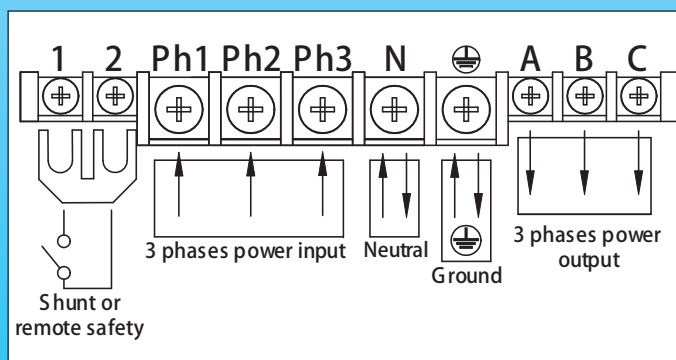 1 2 Ph1 Ph2 Ph3 N A B C
3 phases power input
Neutral
Ground
3 phases power
output
Shunt or
remote safety